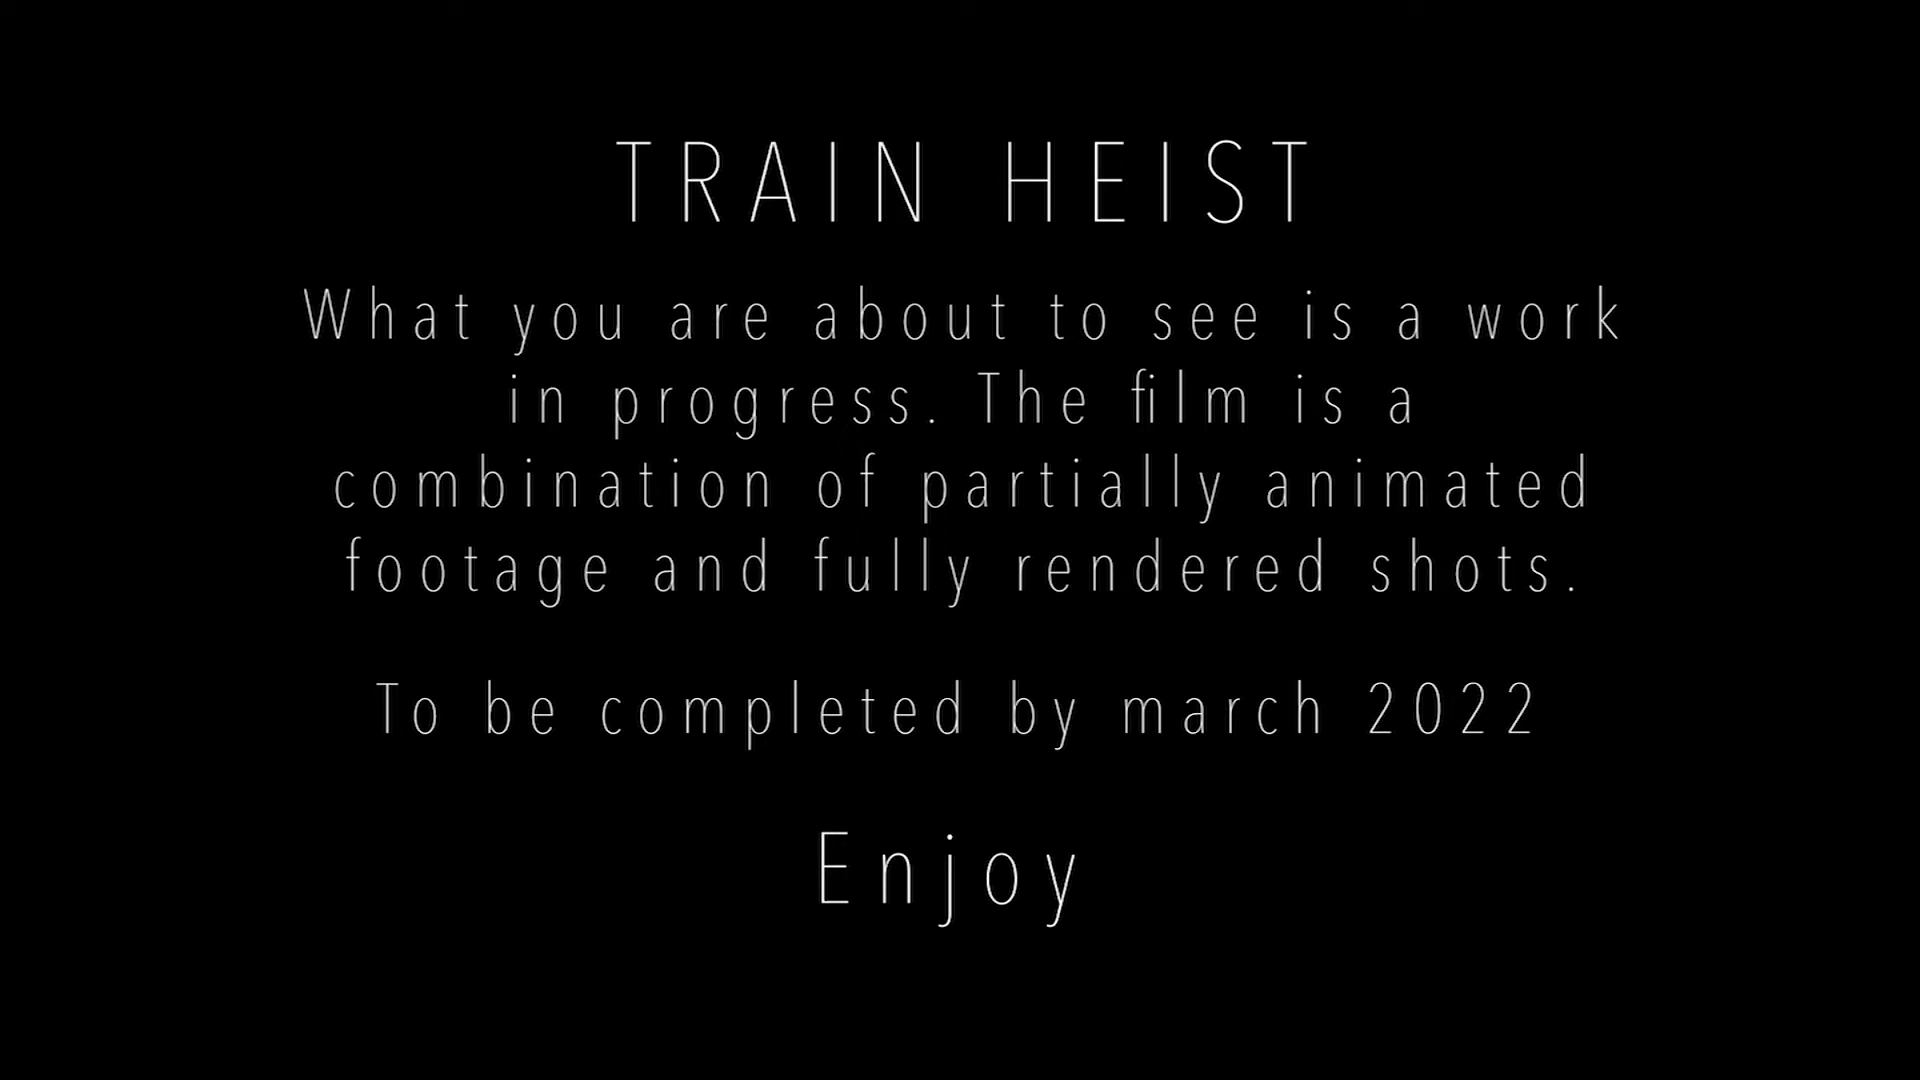 TRAIN HEIST
What you are about to see is a work
in progress. The film is a
combination of partially animated
footage and fully rendered shots.
To be completed by march 2022
Enjoy